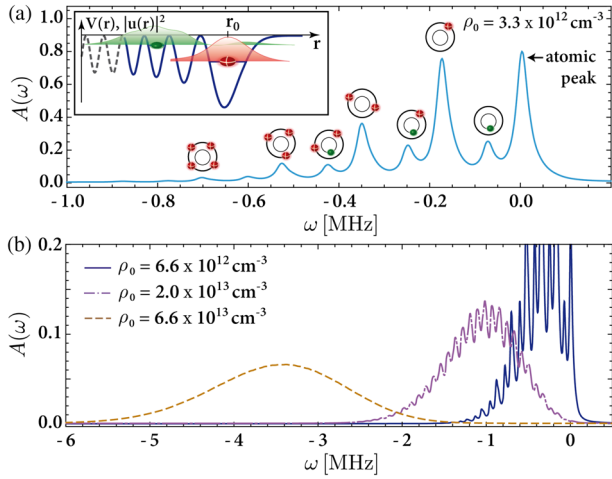 (a)
V(r), |u(r)|²
r₀
r
ρ₀ = 3.3 x 10¹² cm⁻³
atomic
peak
A(ω)
1.0
0.8
0.6
0.4
0.2
0.0
-1.0 -0.8 -0.6 -0.4 -0.2 0.0
ω [MHz]
(b)
ρ₀ = 6.6 x 10¹² cm⁻³
ρ₀ = 2.0 x 10¹³ cm⁻³
ρ₀ = 6.6 x 10¹³ cm⁻³
A(ω)
0.2
0.1
0.0
-6 -5 -4 -3 -2 -1 0
ω [MHz]